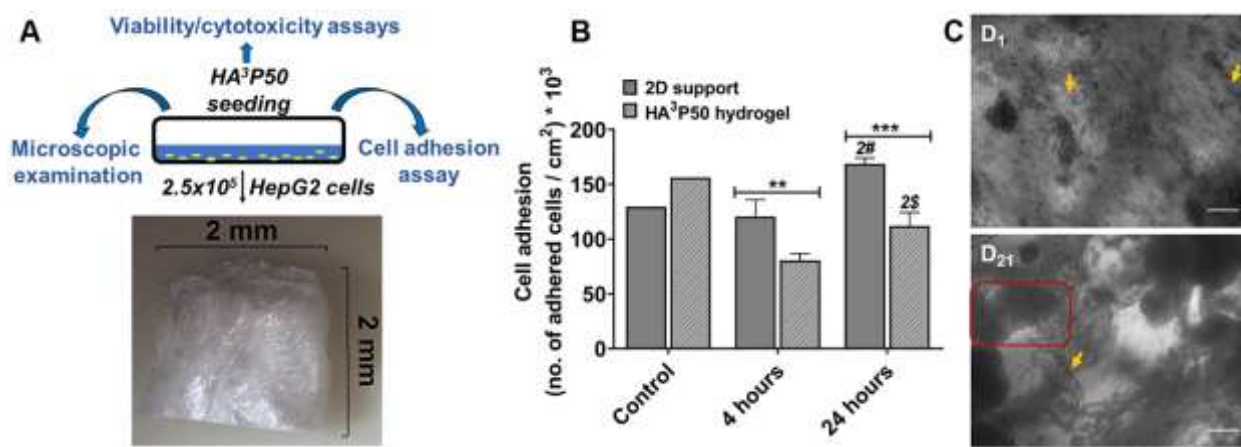 A
Viability/cytotoxicity assays
HA³P50
seeding
Microscopic
examination
Cell adhesion
assay
2.5x10⁵ HepG2 cells
2 mm
2 mm
B
2D support
HA³P50 hydrogel
Cell adhesion
(no. of adhered cells / cm²) * 10³
200
150
100
50
0
**
***
2#
2$
Control
4 hours
24 hours
C
D₁
D₂₁